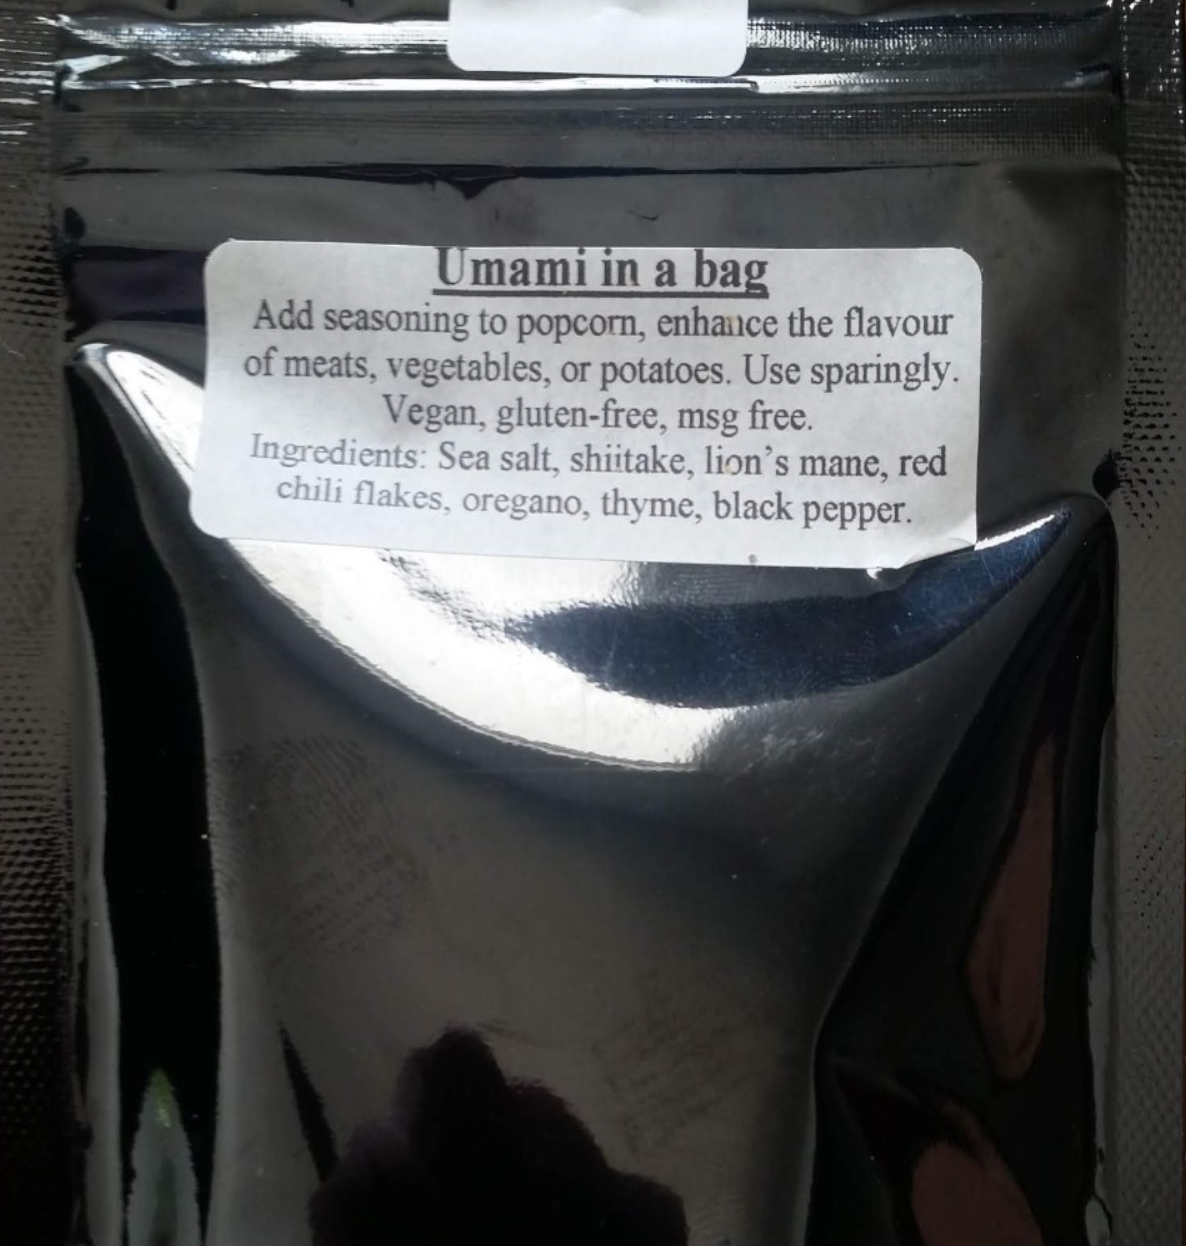 Umami in a bag
Add seasoning to popcorn, enhance the flavour
of meats, vegetables, or potatoes. Use sparingly.
Vegan, gluten-free, msg free.
Ingredients: Sea salt, shiitake, lion's mane, red
chili flakes, oregano, thyme, black pepper.